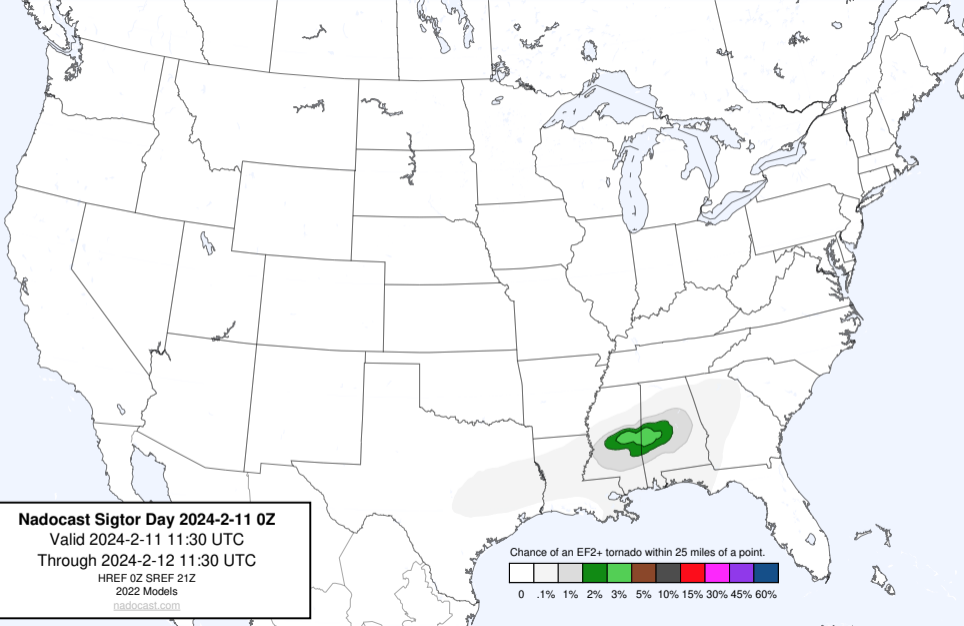 Nadocast Sigtor Day 2024-2-11 0Z
Valid 2024-2-11 11:30 UTC
Through 2024-2-12 11:30 UTC
HREF 0Z SREF 21Z
2022 Models
nadocast.com
Chance of an EF2+ tornado within 25 miles of a point.
0 .1% 1% 2% 3% 5% 10% 15% 30% 45% 60%